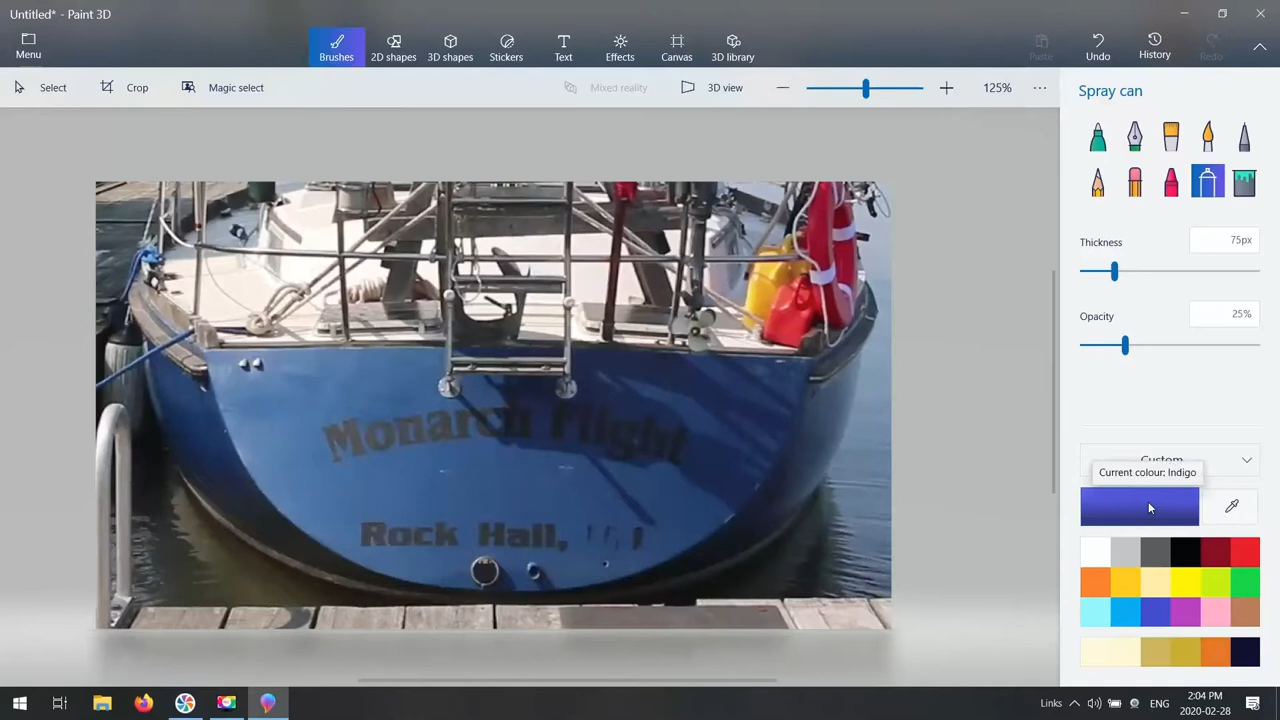 Untitled* - Paint 3D
Menu
Brushes
2D shapes
3D shapes
Stickers
Text
Effects
Canvas
3D library
Paste
Undo
History
Redo
Select
Crop
Magic select
Mixed reality
3D view
125%
Spray can
Thickness
75px
Opacity
25%
Custom
Current colour: Indigo
Monarch Flight
Rock Hall,
Links
ENG
2:04 PM
2020-02-28